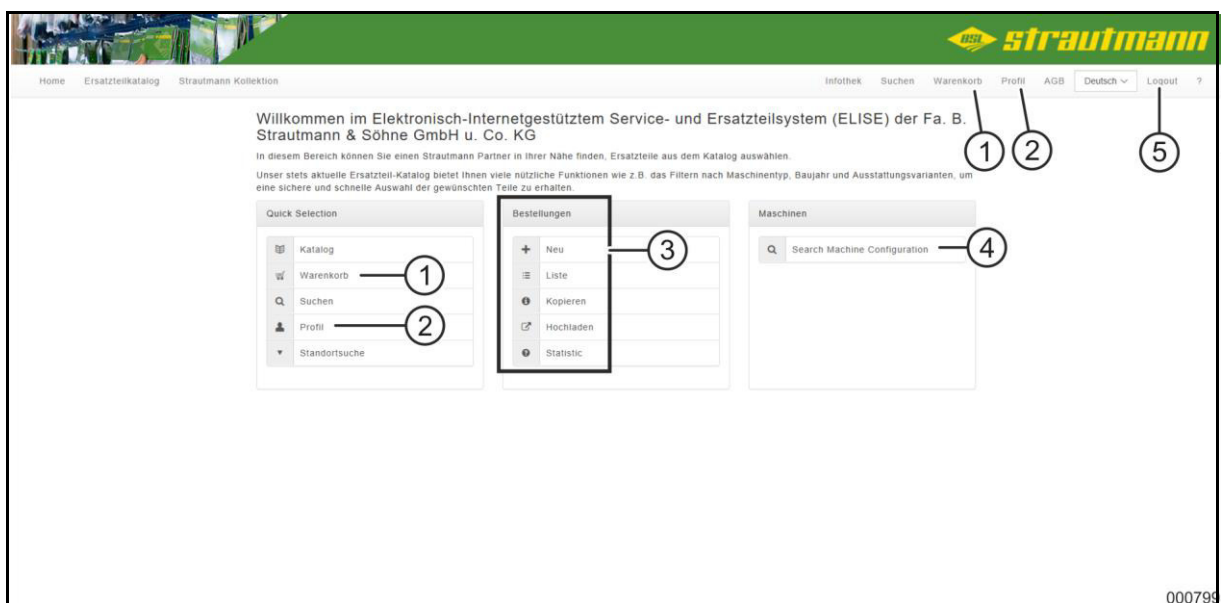 BSL strautmann
Home Ersatzteilkatalog Strautmann Kollektion Infothek Suchen Warenkorb Profil AGB Deutsch Logout ?
Willkommen im Elektronisch-Internetgestütztem Service- und Ersatzteilsystem (ELISE) der Fa. B.
Strautmann & Söhne GmbH u. Co. KG
1 2 5
In diesem Bereich können Sie einen Strautmann Partner in Ihrer Nähe finden, Ersatzteile aus dem Katalog auswählen.
Unser stets aktuelle Ersatzteil-Katalog bietet Ihnen viele nützliche Funktionen wie z.B. das Filtern nach Maschinentyp, Baujahr und Ausstattungsvarianten, um
eine sichere und schnelle Auswahl der gewünschten Teile zu erhalten.
Quick Selection
Katalog
Warenkorb 1
Suchen
Profil 2
Standortsuche
Bestellungen
Neu 3
Liste
Kopieren
Hochladen
Statistic
Maschinen
Search Machine Configuration 4
000799